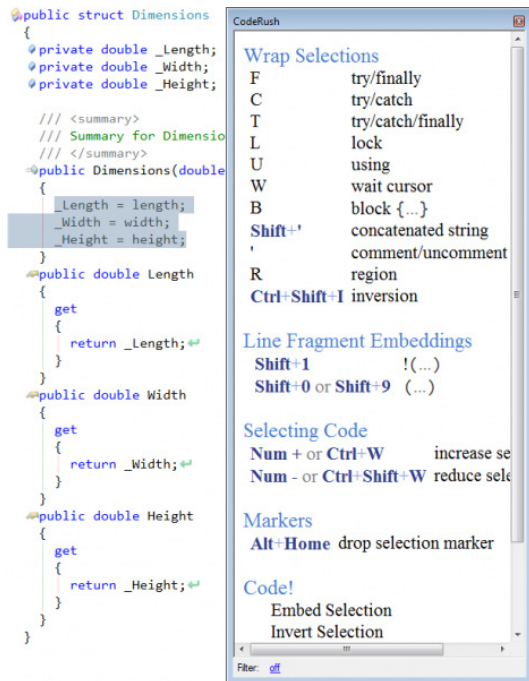 public struct Dimensions
{
private double _Length;
private double _Width;
private double _Height;
/// <summary>
/// Summary for Dimensio
/// </summary>
public Dimensions(double
{
_Length = length;
_Width = width;
_Height = height;
}
public double Length
{
get
{
return _Length;
}
}
public double Width
{
get
{
return _Width;
}
}
public double Height
{
get
{
return _Height;
}
}
}
CodeRush
Wrap Selections
F try/finally
C try/catch
T try/catch/finally
L lock
U using
W wait cursor
B block {...}
Shift+' concatenated string
' comment/uncomment
R region
Ctrl+Shift+I inversion
Line Fragment Embeddings
Shift+1 !(...)
Shift+0 or Shift+9 (...)
Selecting Code
Num + or Ctrl+W increase se
Num - or Ctrl+Shift+W reduce sele
Markers
Alt+Home drop selection marker
Code!
Embed Selection
Invert Selection
Filter: off